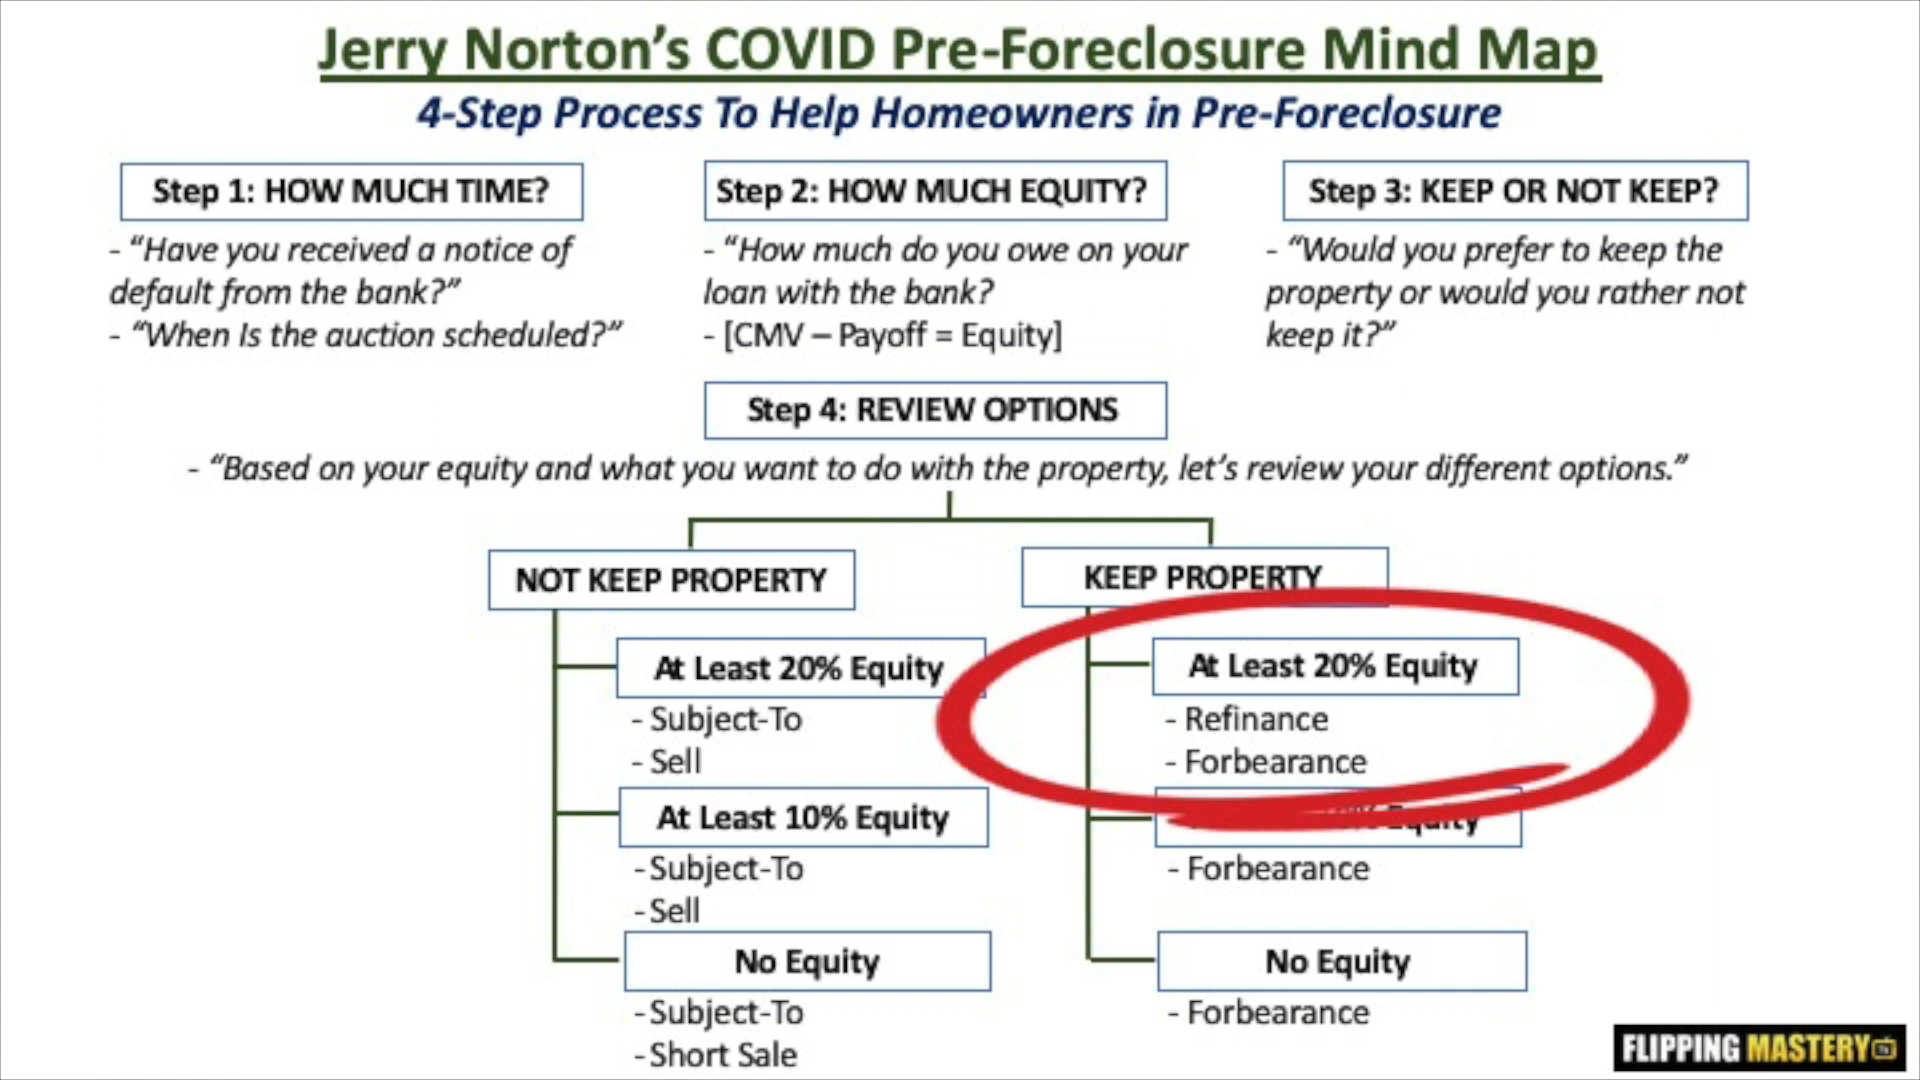 Jerry Norton’s COVID Pre-Foreclosure Mind Map
4-Step Process To Help Homeowners in Pre-Foreclosure
Step 1: HOW MUCH TIME?
- “Have you received a notice of
default from the bank?”
- “When Is the auction scheduled?”
Step 2: HOW MUCH EQUITY?
- “How much do you owe on your
loan with the bank?
- [CMV – Payoff = Equity]
Step 3: KEEP OR NOT KEEP?
- “Would you prefer to keep the
property or would you rather not
keep it?”
Step 4: REVIEW OPTIONS
- “Based on your equity and what you want to do with the property, let’s review your different options.”
NOT KEEP PROPERTY
At Least 20% Equity
- Subject-To
- Sell
At Least 10% Equity
- Subject-To
- Sell
No Equity
- Subject-To
- Short Sale
KEEP PROPERTY
At Least 20% Equity
- Refinance
- Forbearance
Equity
- Forbearance
No Equity
- Forbearance
FLIPPING MASTERY